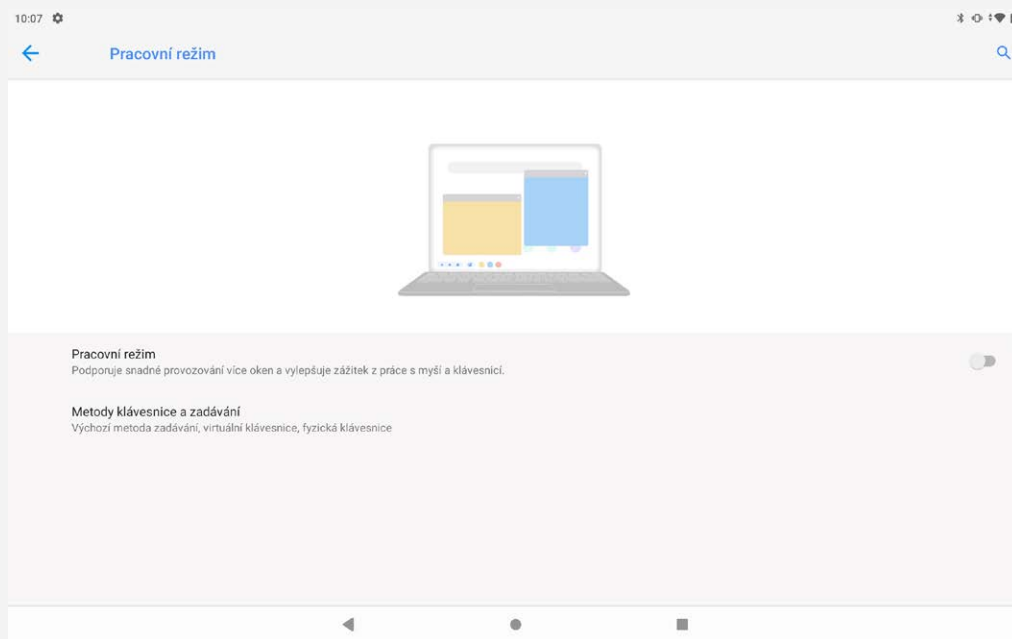 10:07
Pracovní režim
Pracovní režim
Podporuje snadné provozování více oken a vylepšuje zážitek z práce s myší a klávesnicí.
Metody klávesnice a zadávání
Výchozí metoda zadávání, virtuální klávesnice, fyzická klávesnice